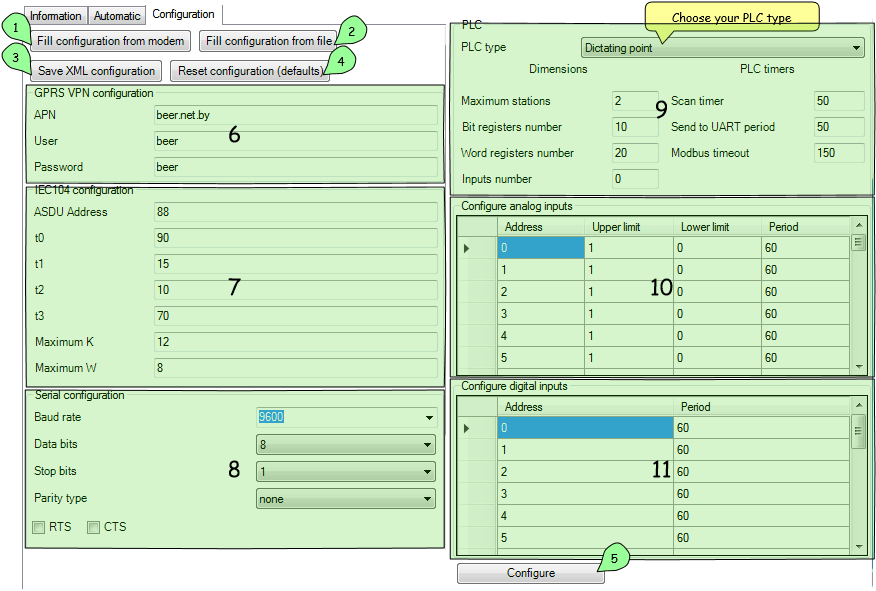 Information Automatic Configuration
1 Fill configuration from modem Fill configuration from file 2
3 Save XML configuration Reset configuration (defaults) 4
GPRS VPN configuration
APN beer.net.by
User beer
Password beer
6
IEC104 configuration
ASDU Address 88
t0 90
t1 15
t2 10
t3 70
Maximum K 12
Maximum W 8
7
Serial configuration
Baud rate 9600
Data bits 8
Stop bits 1
Parity type none
RTS CTS
8
PLC
Choose your PLC type
PLC type Dictating point
Dimensions PLC timers
Maximum stations 2 Scan timer 50
Bit registers number 10 Send to UART period 50
Word registers number 20 Modbus timeout 150
Inputs number 0
9
Configure analog inputs
Address Upper limit Lower limit Period
0 1 0 60
1 1 0 60
2 1 0 60
3 1 0 60
4 1 0 60
5 1 0 60
10
Configure digital inputs
Address Period
0 60
1 60
2 60
3 60
4 60
5 60
11
Configure 5